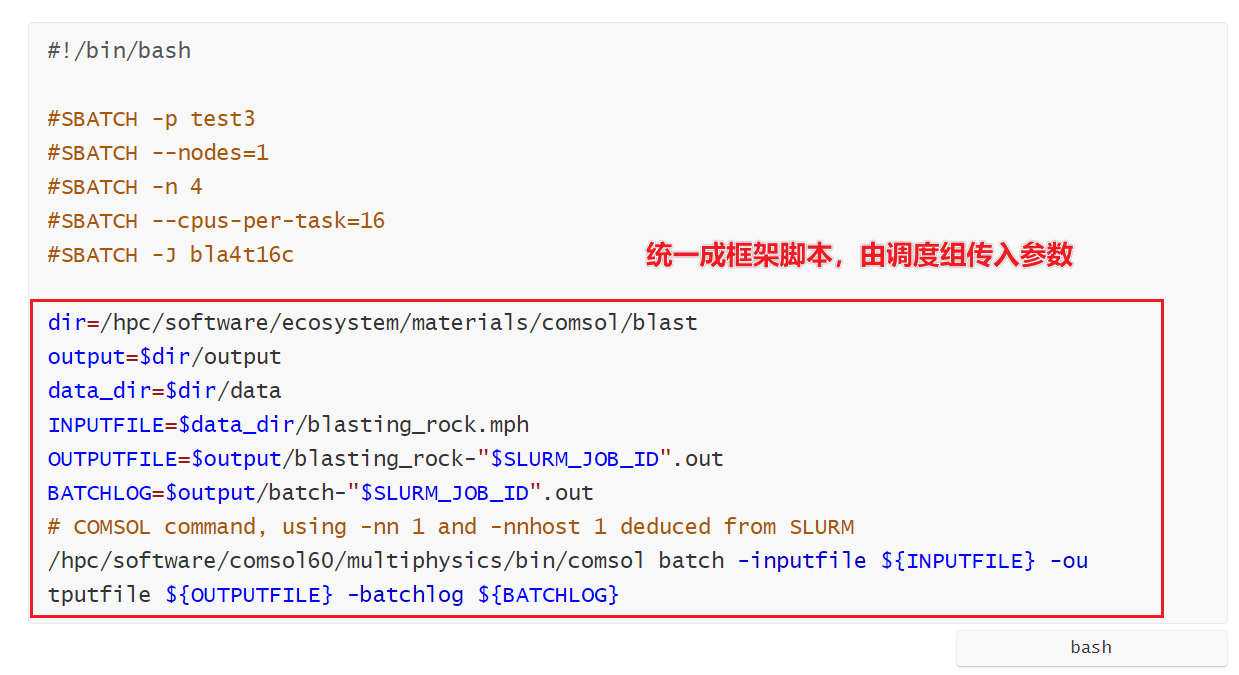 #!/bin/bash
#SBATCH -p test3
#SBATCH --nodes=1
#SBATCH -n 4
#SBATCH --cpus-per-task=16
#SBATCH -J bla4t16c
统一成框架脚本，由调度组传入参数
dir=/hpc/software/ecosystem/materials/comsol/blast
output=$dir/output
data_dir=$dir/data
INPUTFILE=$data_dir/blasting_rock.mph
OUTPUTFILE=$output/blasting_rock-"$SLURM_JOB_ID".out
BATCHLOG=$output/batch-"$SLURM_JOB_ID".out
# COMSOL command, using -nn 1 and -nnhost 1 deduced from SLURM
/hpc/software/comsol60/multiphysics/bin/comsol batch -inputfile ${INPUTFILE} -ou
tputfile ${OUTPUTFILE} -batchlog ${BATCHLOG}
bash